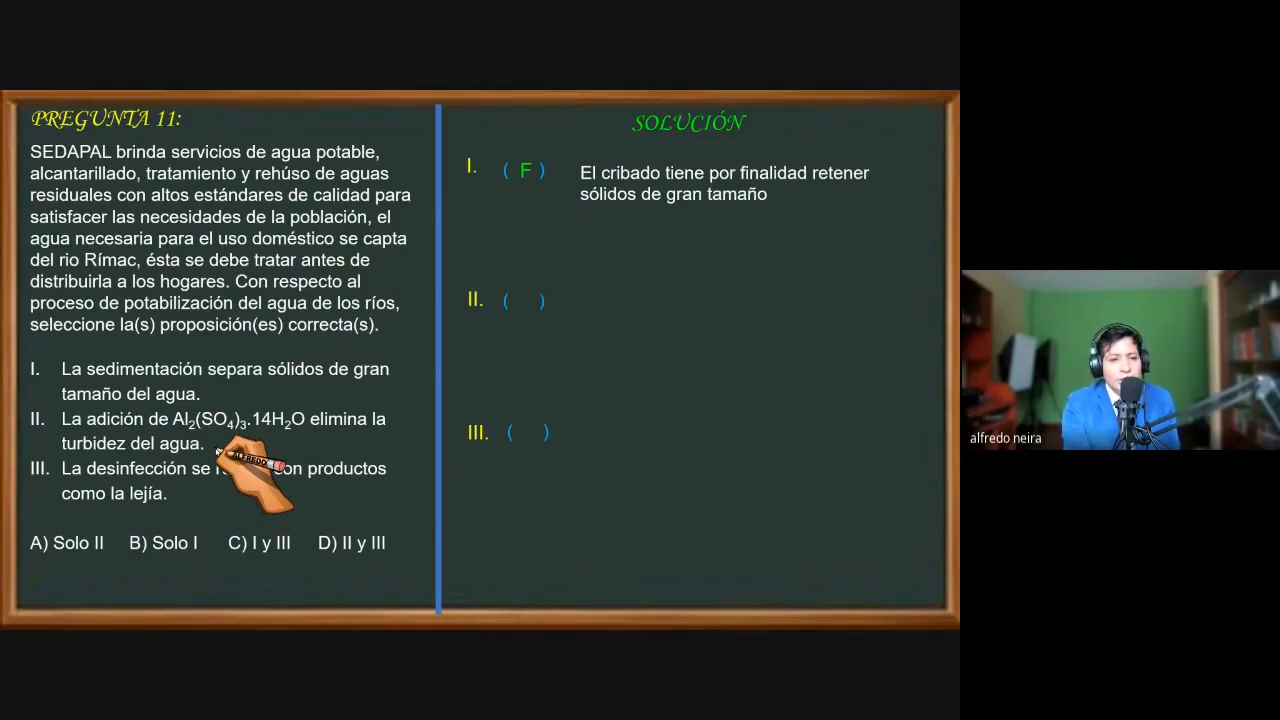 PREGUNTA 11:
SEDAPAL brinda servicios de agua potable,
alcantarillado, tratamiento y rehúso de aguas
residuales con altos estándares de calidad para
satisfacer las necesidades de la población, el
agua necesaria para el uso doméstico se capta
del rio Rímac, ésta se debe tratar antes de
distribuirla a los hogares. Con respecto al
proceso de potabilización del agua de los ríos,
seleccione la(s) proposición(es) correcta(s).
I. La sedimentación separa sólidos de gran
tamaño del agua.
II. La adición de Al₂(SO₄)₃.14H₂O elimina la
turbidez del agua.
III. La desinfección se con productos
como la lejía.
A) Solo II B) Solo I C) I y III D) II y III
ALFREDO
SOLUCIÓN
I. ( F ) El cribado tiene por finalidad retener
sólidos de gran tamaño
II. ( )
III. ( )
alfredo neira